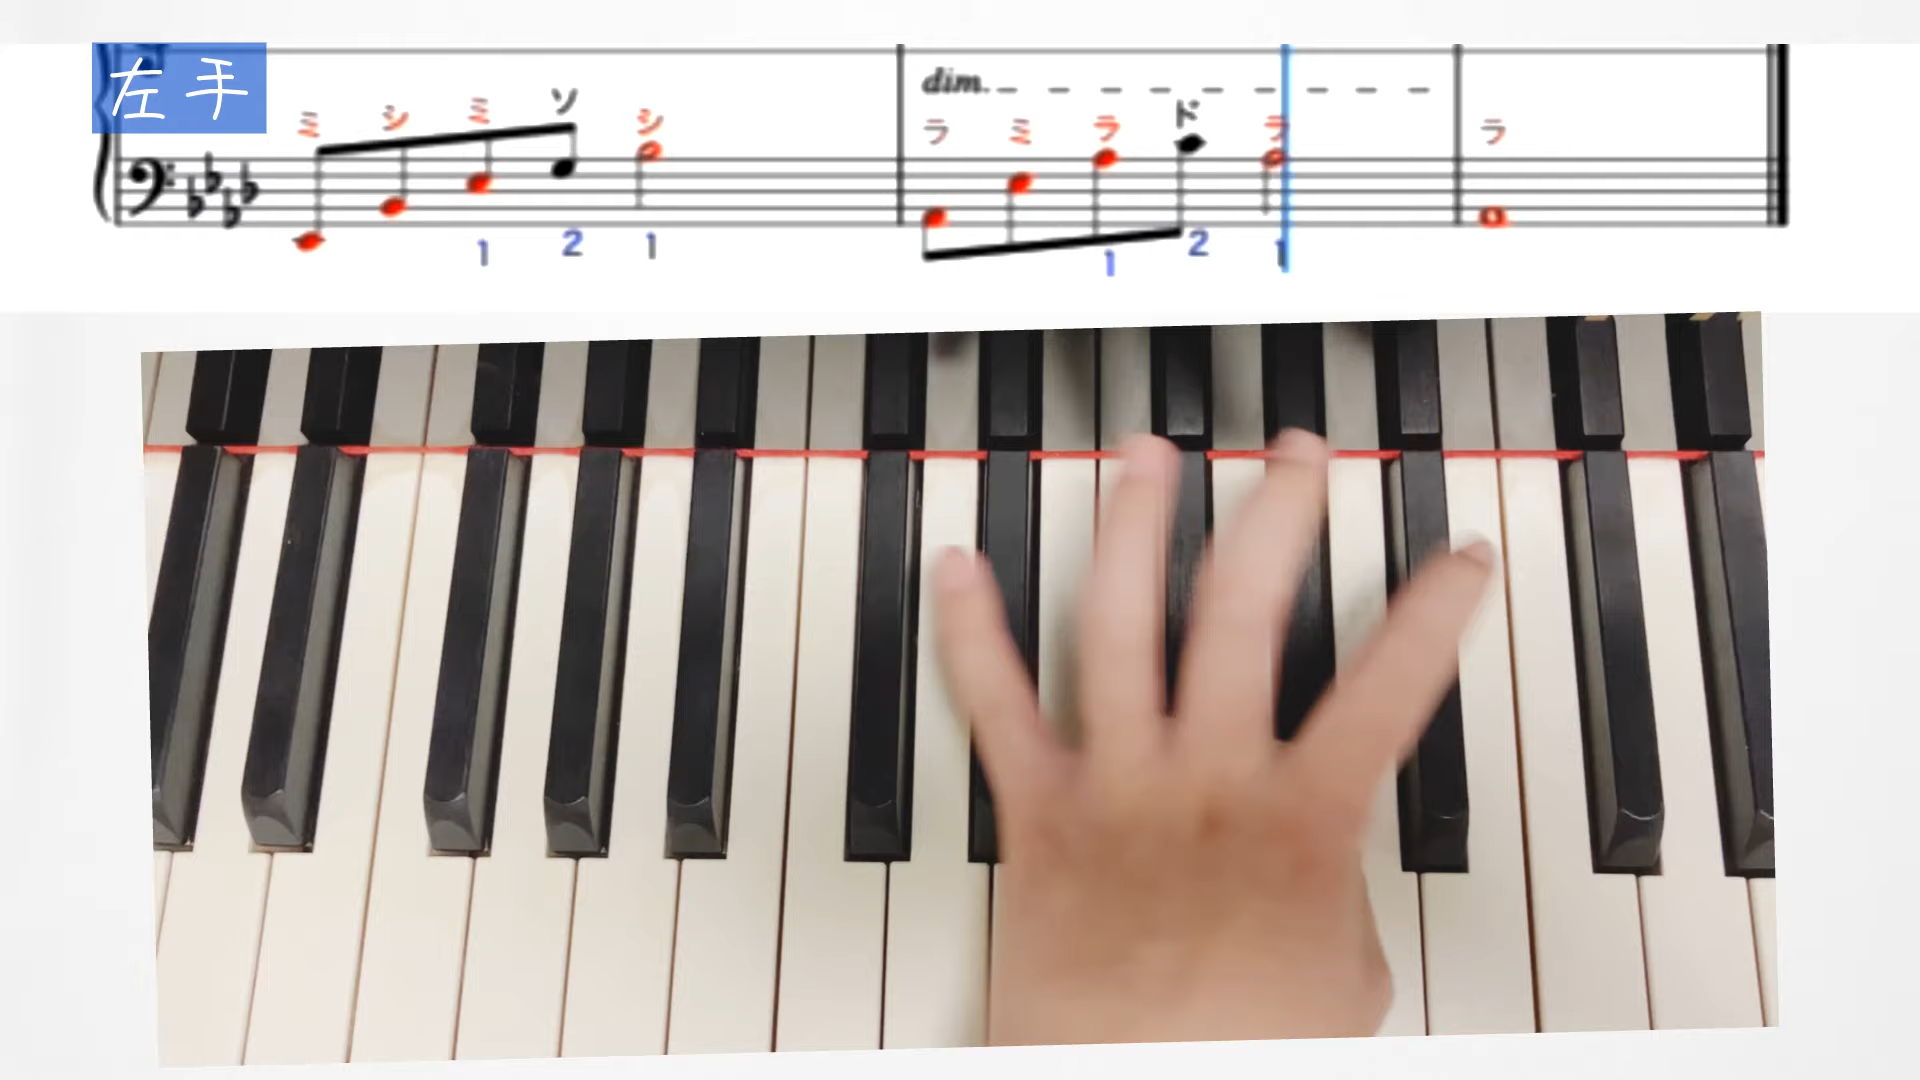 左手
dim.
ミ シ ミ ソ シ ラ ミ ラ ド ラ ラ
1 2 1 1 2 1